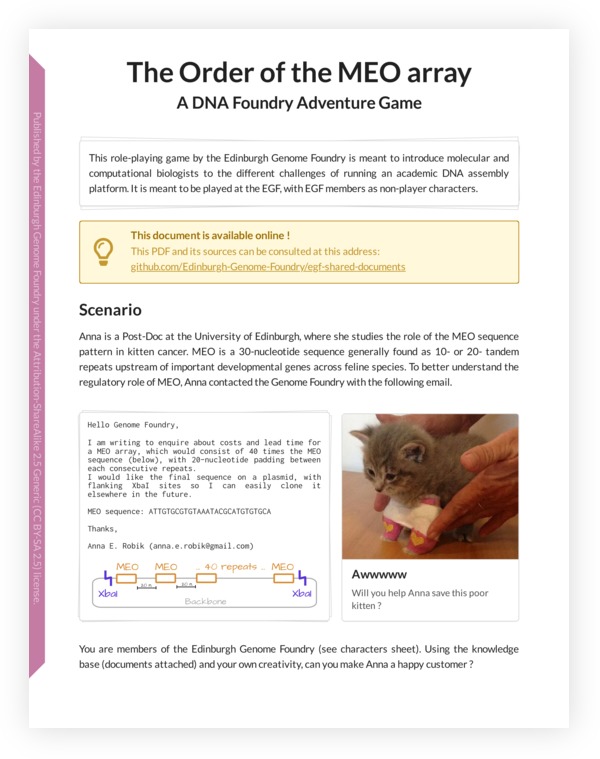 The Order of the MEO array
A DNA Foundry Adventure Game
This role-playing game by the Edinburgh Genome Foundry is meant to introduce molecular and
computational biologists to the different challenges of running an academic DNA assembly
platform. It is meant to be played at the EGF, with EGF members as non-player characters.
This document is available online !
This PDF and its sources can be consulted at this address:
github.com/Edinburgh-Genome-Foundry/egf-shared-documents
Scenario
Anna is a Post-Doc at the University of Edinburgh, where she studies the role of the MEO sequence
pattern in kitten cancer. MEO is a 30-nucleotide sequence generally found as 10- or 20- tandem
repeats upstream of important developmental genes across feline species. To better understand the
regulatory role of MEO, Anna contacted the Genome Foundry with the following email.
Hello Genome Foundry,
I am writing to enquire about costs and lead time for
a MEO array, which would consist of 40 times the MEO
sequence (below), with 20-nucleotide padding between
each consecutive repeats.
I would like the final sequence on a plasmid, with
flanking XbaI sites so I can easily clone it
elsewhere in the future.
MEO sequence: ATTGTGCGTGTAAATACGCATGTGTGCA
Thanks,
Anna E. Robik (anna.e.robik@gmail.com)
MEO MEO ... 40 repeats ... MEO
XbaI 20 n. 20 n. XbaI
Backbone
Awwwww
Will you help Anna save this poor
kitten ?
You are members of the Edinburgh Genome Foundry (see characters sheet). Using the knowledge
base (documents attached) and your own creativity, can you make Anna a happy customer ?
Published by the Edinburgh Genome Foundry under the Attribution-ShareAlike 2.5 Generic (CC BY-SA 2.5) license.